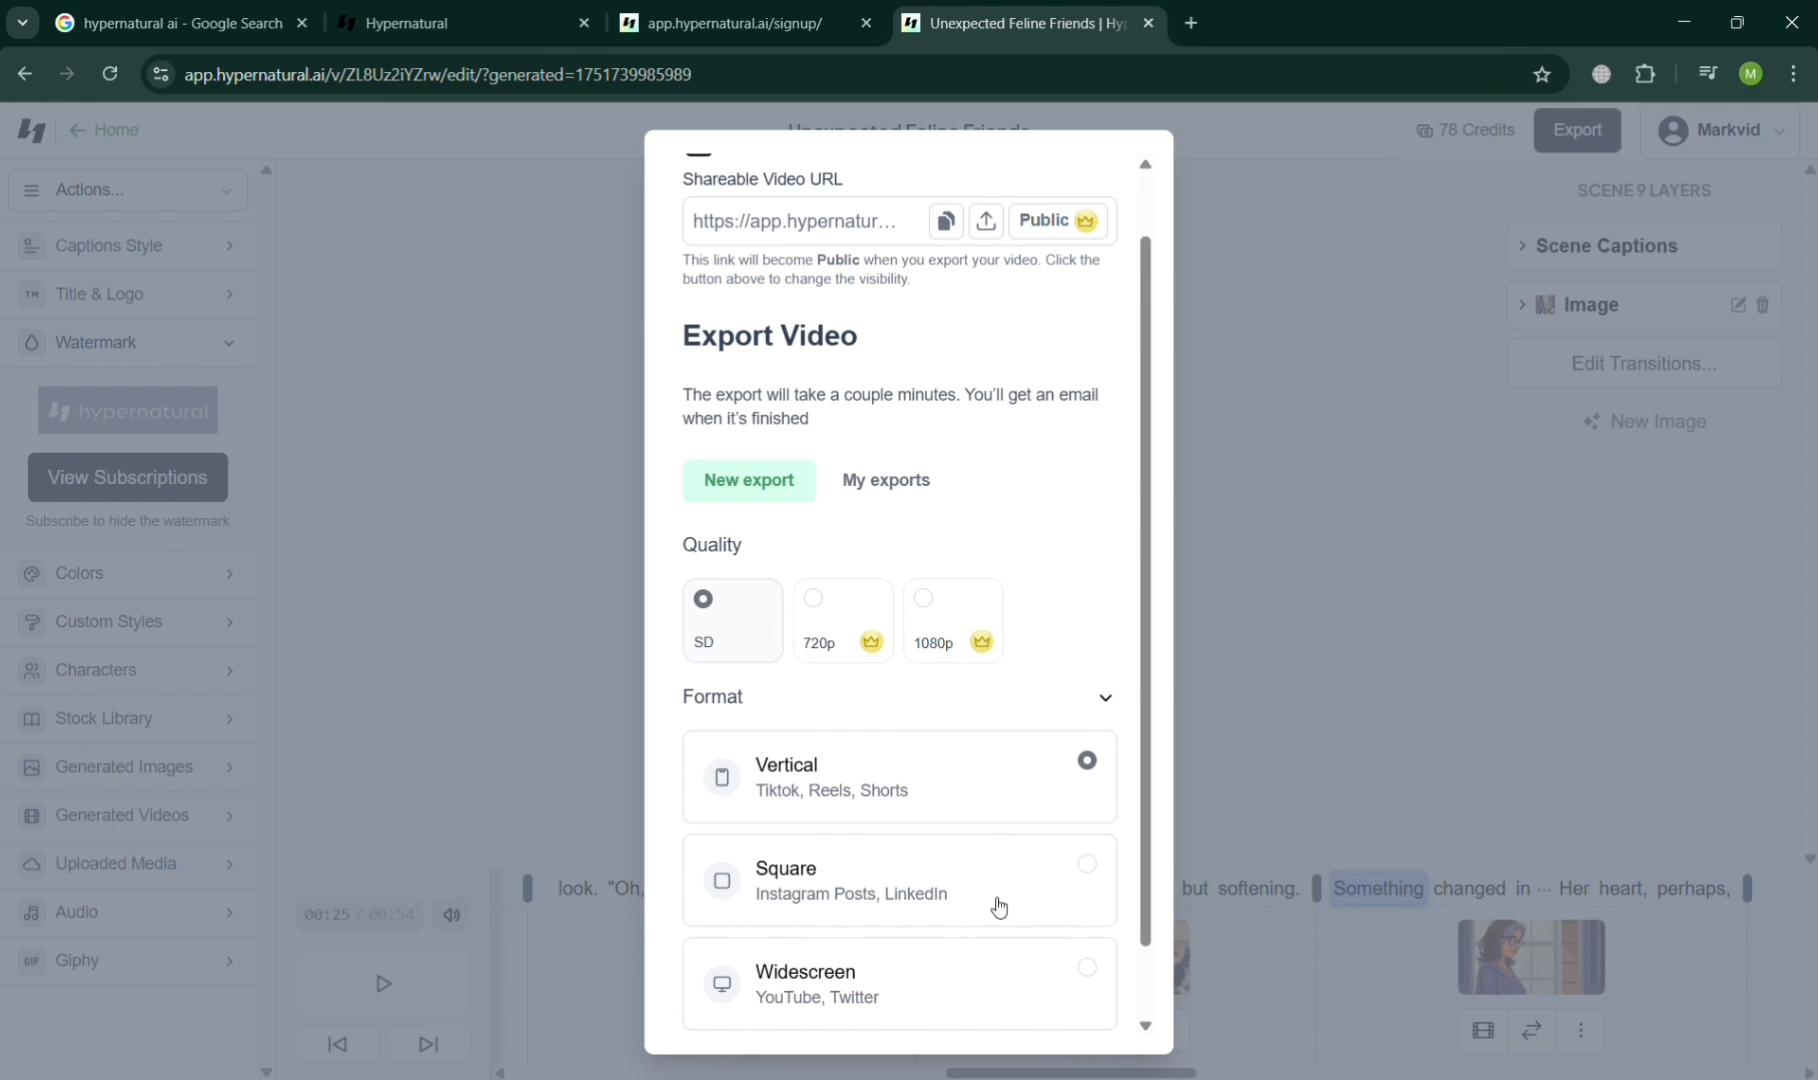 hypernatural ai - Google Search
Hypernatural
app.hypernatural.ai/signup/
Unexpected Feline Friends | Hy
app.hypernatural.ai/v/ZL8Uz2iYZrw/edit/?generated=1751739985989
M
Home
78 Credits
Export
Markvid
Actions...
Captions Style
TM Title & Logo
Watermark
hypernatural
View Subscriptions
Subscribe to hide the watermark
Colors
Custom Styles
Characters
Stock Library
Generated Images
Generated Videos
Uploaded Media
Audio
GIF Giphy
Shareable Video URL
https://app.hypernatur...
Public
This link will become Public when you export your video. Click the
button above to change the visibility.
Export Video
The export will take a couple minutes. You'll get an email
when it's finished
New export
My exports
Quality
SD
720p
1080p
Format
Vertical
Tiktok, Reels, Shorts
Square
Instagram Posts, LinkedIn
Widescreen
YouTube, Twitter
SCENE 9 LAYERS
Scene Captions
Image
Edit Transitions...
New Image
00:25 / 00:54
look. "Oh,
but softening.
Something changed in ... Her heart, perhaps,